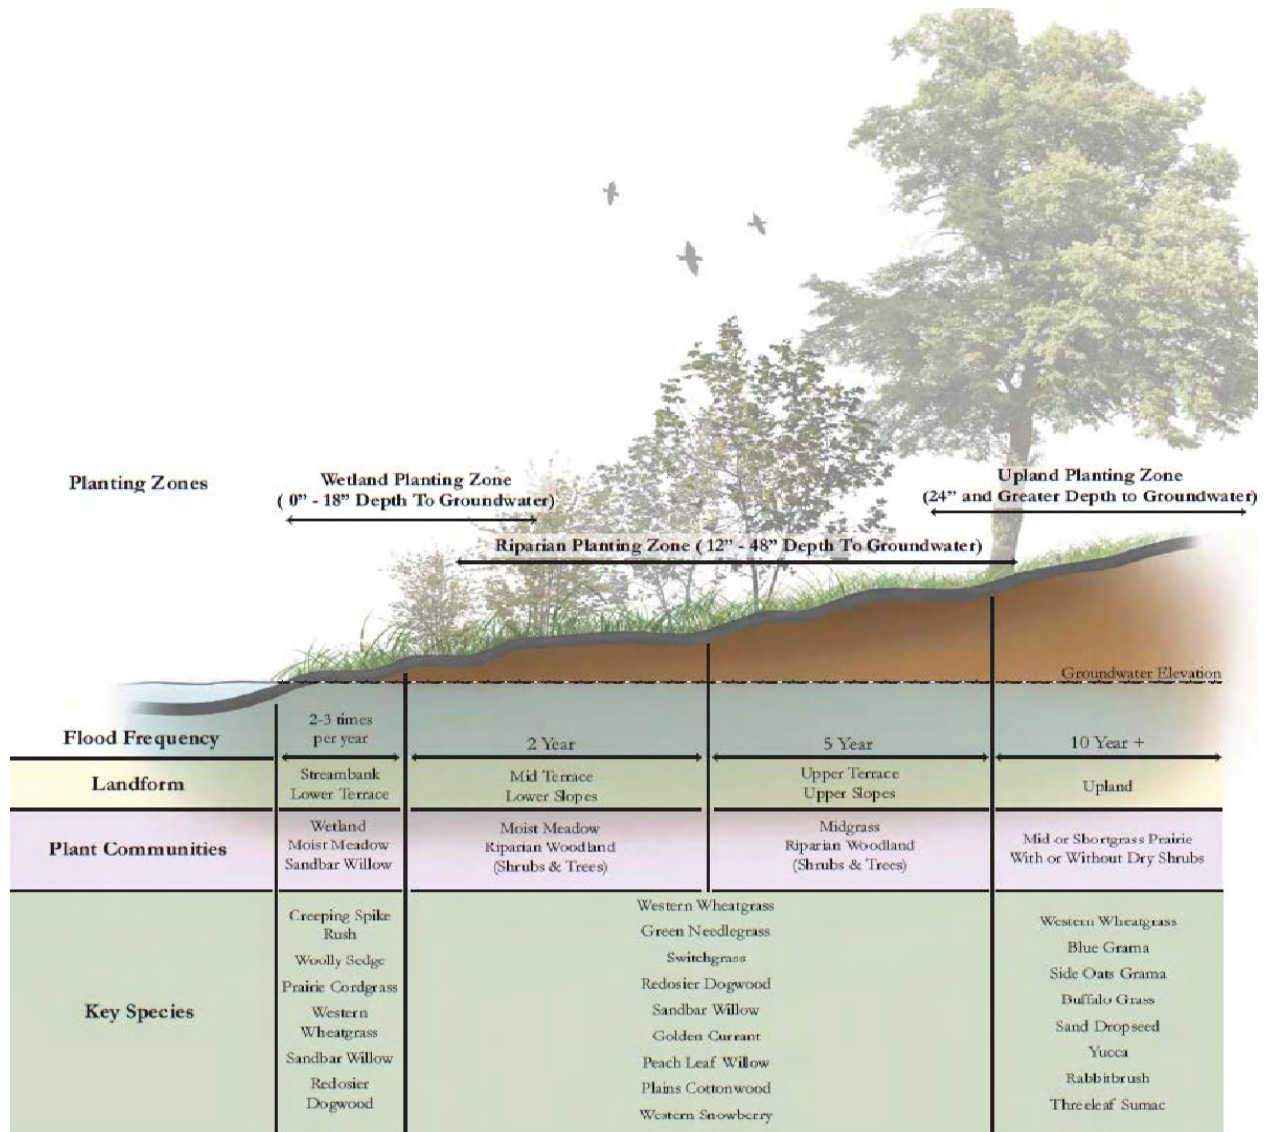 Planting Zones
Wetland Planting Zone
( 0" - 18" Depth To Groundwater)
Upland Planting Zone
(24" and Greater Depth to Groundwater)
Riparian Planting Zone ( 12" - 48" Depth To Groundwater)
Groundwater Elevation
Flood Frequency
2-3 times
per year
2 Year
5 Year
10 Year +
Landform
Streambank
Lower Terrace
Mid Terrace
Lower Slopes
Upper Terrace
Upper Slopes
Upland
Plant Communities
Wetland
Moist Meadow
Sandbar Willow
Moist Meadow
Riparian Woodland
(Shrubs & Trees)
Midgrass
Riparian Woodland
(Shrubs & Trees)
Mid or Shortgrass Prairie
With or Without Dry Shrubs
Key Species
Creeping Spike
Rush
Woolly Sedge
Prairie Cordgrass
Western
Wheatgrass
Sandbar Willow
Redosier
Dogwood
Western Wheatgrass
Green Needlegrass
Switchgrass
Redosier Dogwood
Sandbar Willow
Golden Currant
Peach Leaf Willow
Plains Cottonwood
Western Snowberry
Western Wheatgrass
Blue Grama
Side Oats Grama
Buffalo Grass
Sand Dropseed
Yucca
Rabbitbrush
Threeleaf Sumac